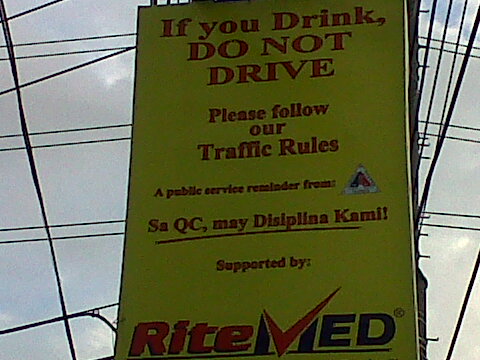 If you Drink,
DO NOT
DRIVE
Please follow
our
Traffic Rules
A public service reminder from:
Sa QC, may Disiplina Kami!
Supported by:
RiteMED®